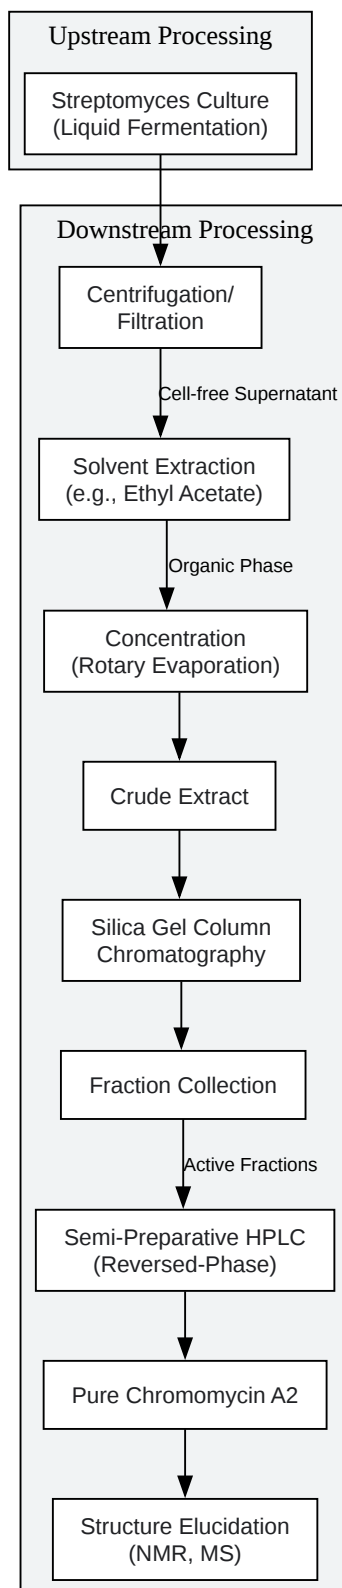 Upstream Processing
Streptomyces Culture
(Liquid Fermentation)
Downstream Processing
Centrifugation/
Filtration
Cell-free Supernatant
Solvent Extraction
(e.g., Ethyl Acetate)
Organic Phase
Concentration
(Rotary Evaporation)
Crude Extract
Silica Gel Column
Chromatography
Fraction Collection
Active Fractions
Semi-Preparative HPLC
(Reversed-Phase)
Pure Chromomycin A2
Structure Elucidation
(NMR, MS)